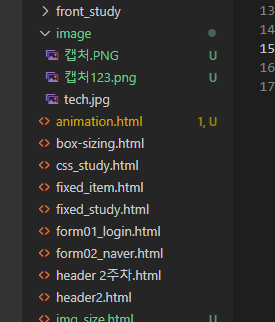 front_study
image
캡처.PNG U
캡처123.png U
tech.jpg
animation.html 1, U
box-sizing.html
css_study.html
fixed_item.html
fixed_study.html
form01_login.html
form02_naver.html
header 2주차.html
header2.html
img_size.html U
13
14
15
16
17